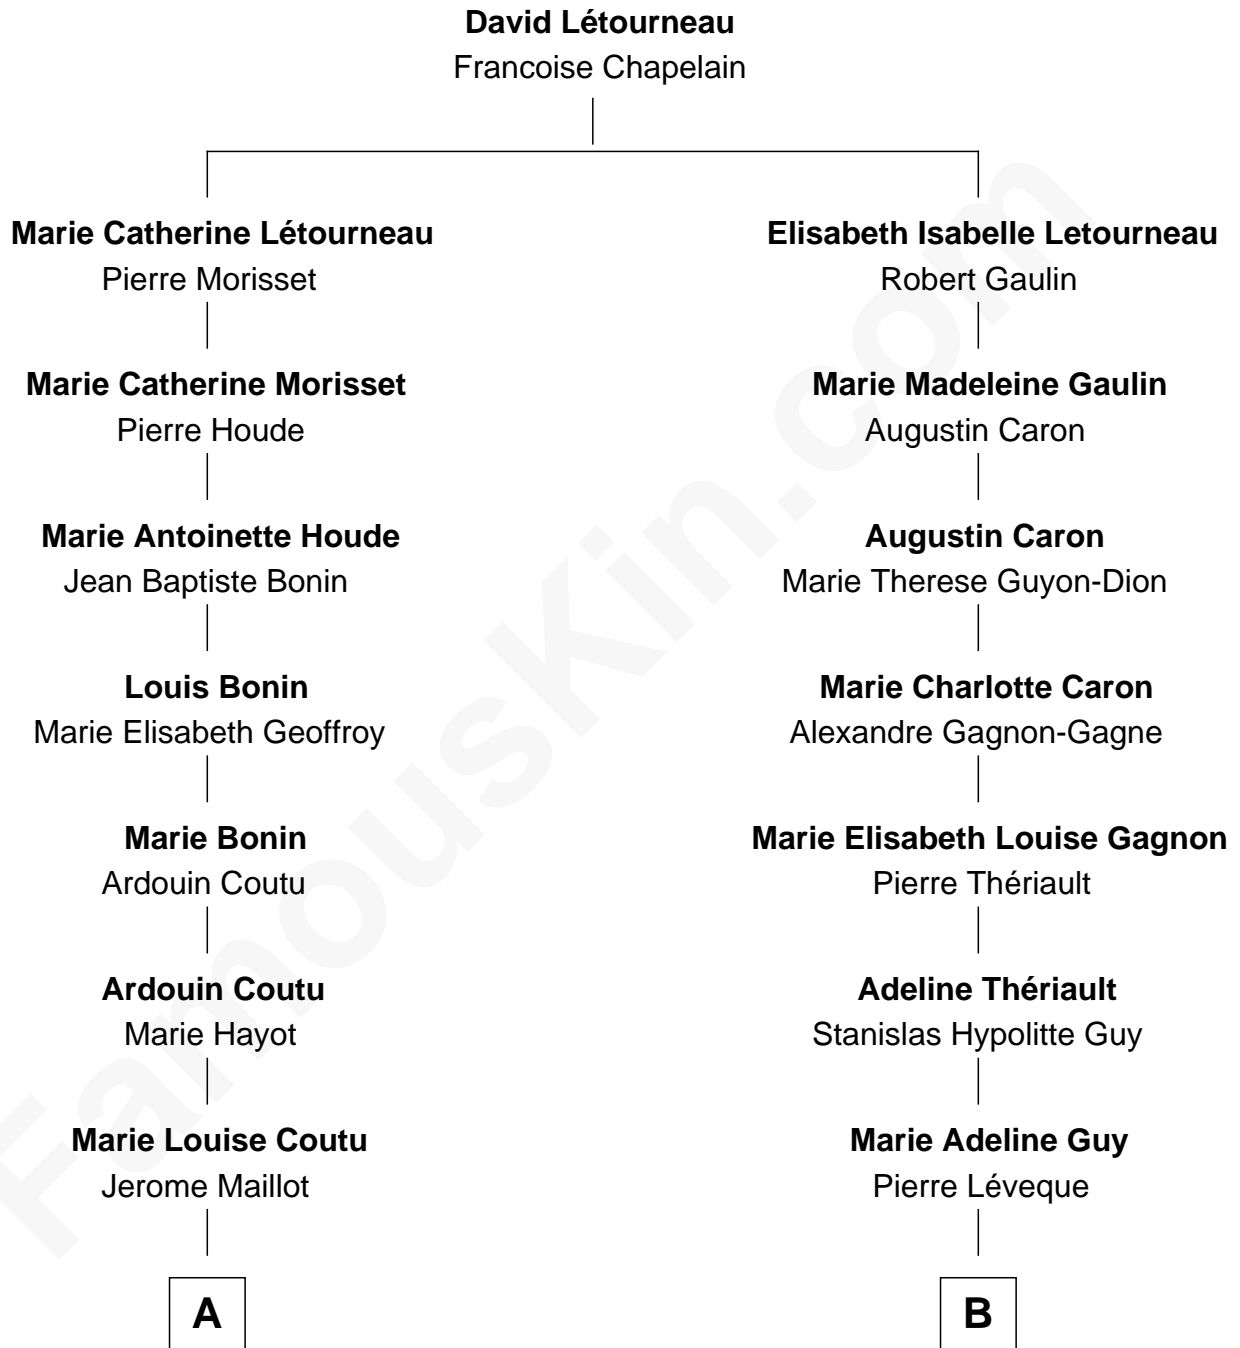 David Létourneau
Francoise Chapelain
Marie Catherine Létourneau
Pierre Morisset
Marie Catherine Morisset
Pierre Houde
Marie Antoinette Houde
Jean Baptiste Bonin
Louis Bonin
Marie Elisabeth Geoffroy
Marie Bonin
Ardouin Coutu
Ardouin Coutu
Marie Hayot
Marie Louise Coutu
Jerome Maillot
A
Elisabeth Isabelle Letourneau
Robert Gaulin
Marie Madeleine Gaulin
Augustin Caron
Augustin Caron
Marie Therese Guyon-Dion
Marie Charlotte Caron
Alexandre Gagnon-Gagne
Marie Elisabeth Louise Gagnon
Pierre Thériault
Adeline Thériault
Stanislas Hypolitte Guy
Marie Adeline Guy
Pierre Léveque
B
FamousKin.com